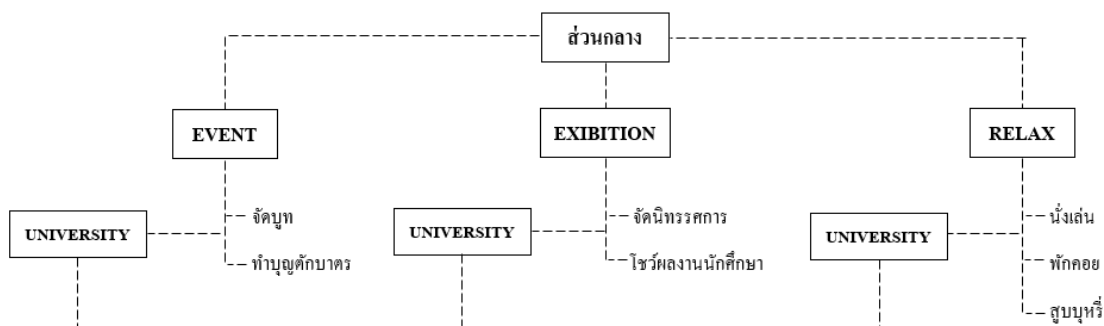 ส่วนกลาง
EVENT
EXIBITION
RELAX
จัดบูท
จัดนิทรรศการ
นั่งเล่น
UNIVERSITY
UNIVERSITY
UNIVERSITY
ทำบุญตักบาตร
โชว์ผลงานนักศึกษา
พักคอย
สูบบุหรี่